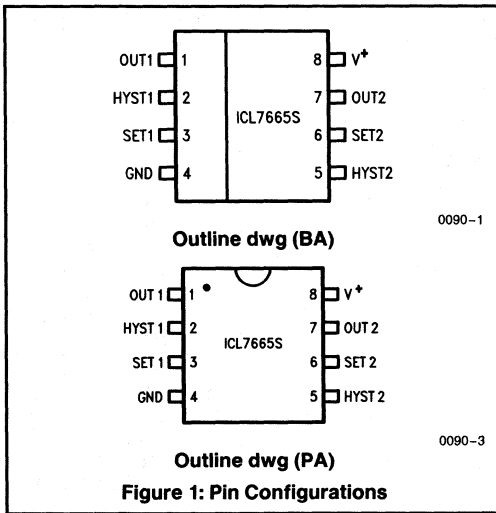 OUT1 1 8 V+
HYST1 2 7 OUT2
ICL7665S
SET1 3 6 SET2
GND 4 5 HYST2
0090-1
Outline dwg (BA)
OUT 1 1 8 V+
HYST 1 2 7 OUT 2
ICL7665S
SET 1 3 6 SET 2
GND 4 5 HYST 2
0090-3
Outline dwg (PA)
Figure 1: Pin Configurations